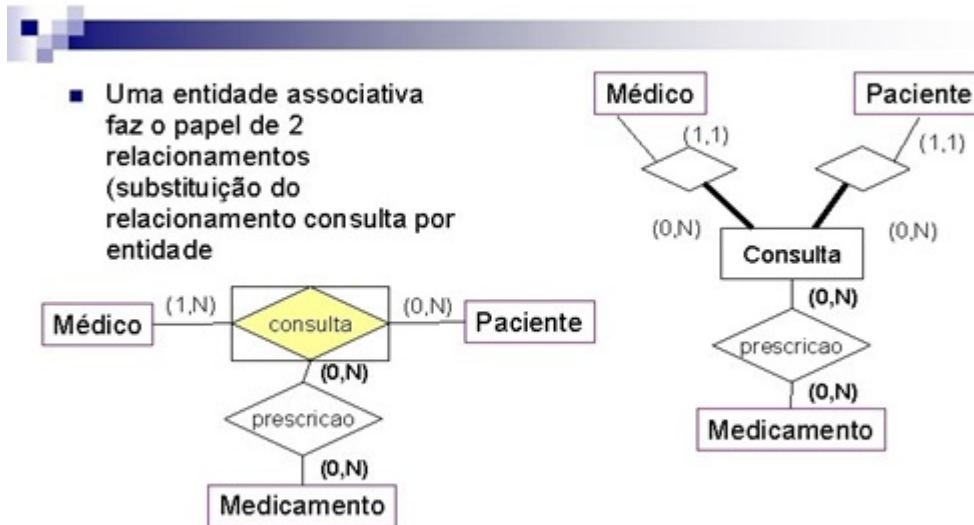 Uma entidade associativa
faz o papel de 2
relacionamentos
(substituição do
relacionamento consulta por
entidade
Médico
(1,N)
consulta
(0,N)
Paciente
(0,N)
prescricao
(0,N)
Medicamento
Médico
Paciente
(1,1)
(1,1)
(0,N)
(0,N)
Consulta
(0,N)
prescricao
(0,N)
Medicamento